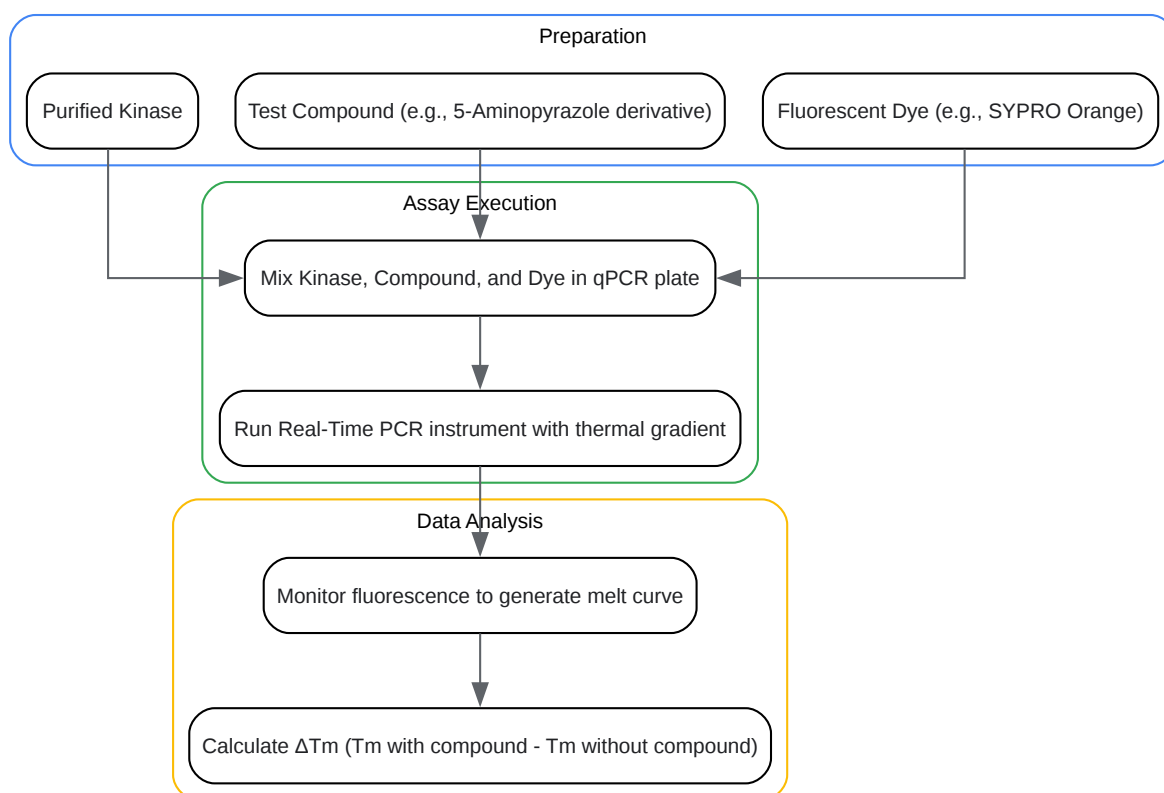 Preparation
Purified Kinase
Test Compound (e.g., 5-Aminopyrazole derivative)
Fluorescent Dye (e.g., SYPRO Orange)
Assay Execution
Mix Kinase, Compound, and Dye in qPCR plate
Run Real-Time PCR instrument with thermal gradient
Data Analysis
Monitor fluorescence to generate melt curve
Calculate ΔTm (Tm with compound - Tm without compound)